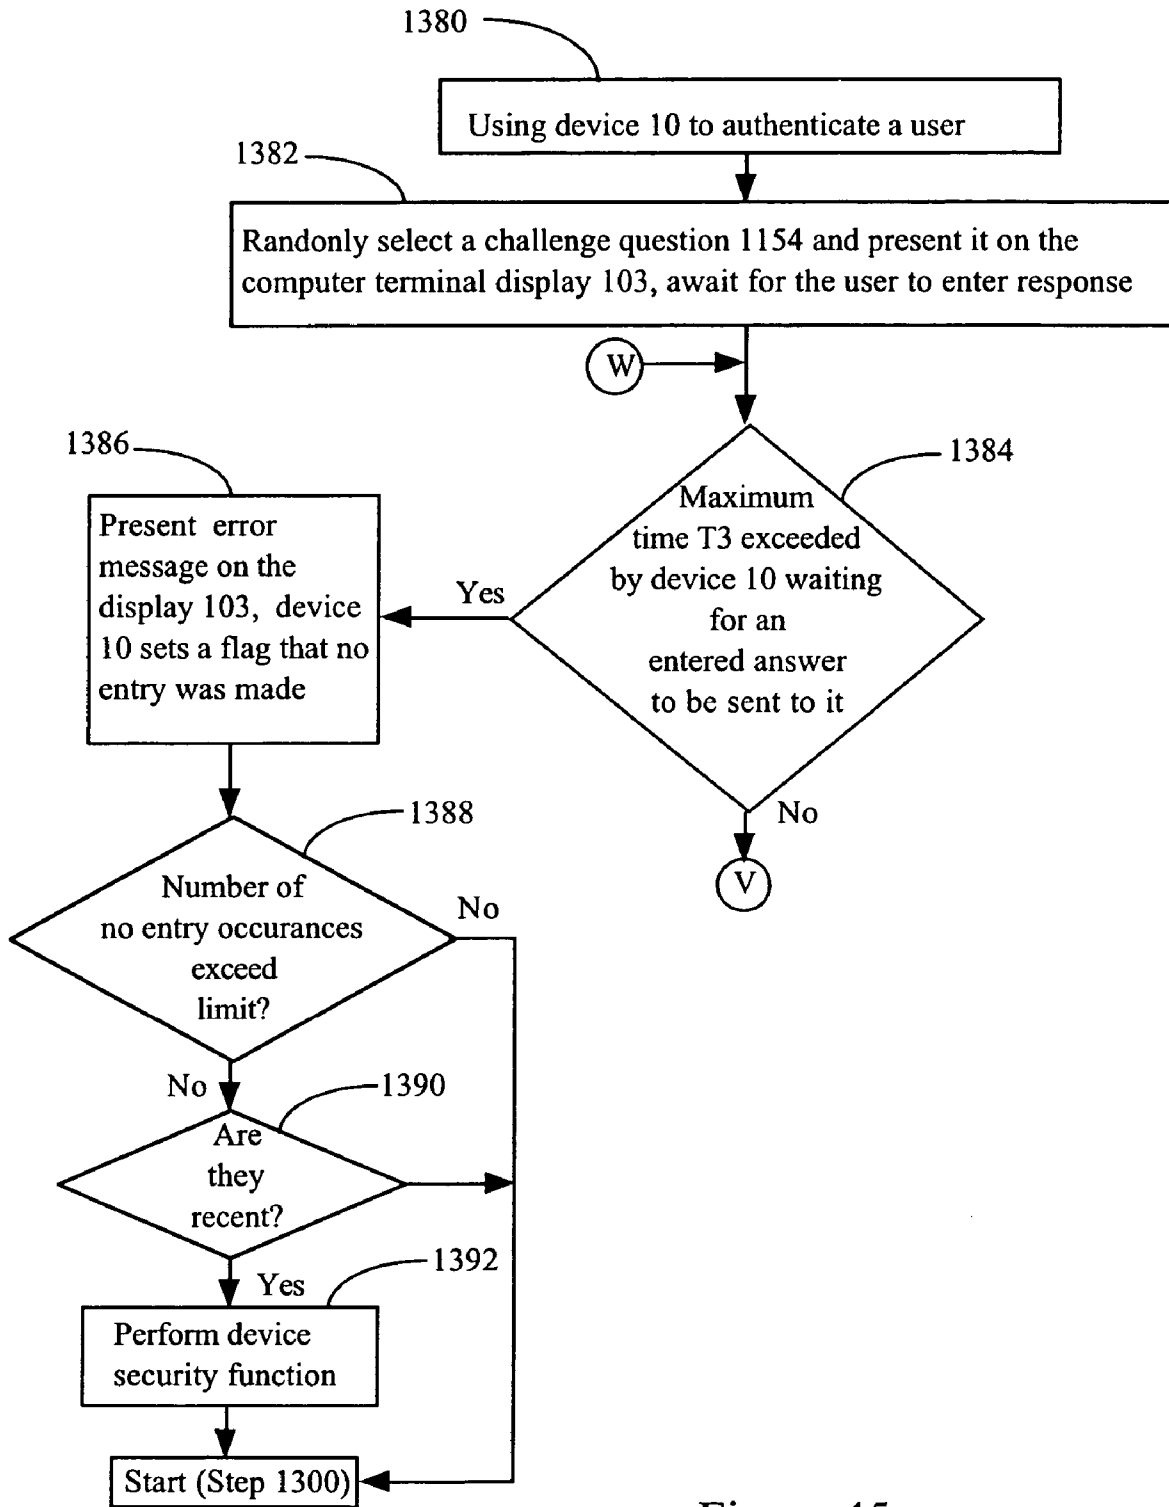 1380
Using device 10 to authenticate a user
1382
Randonly select a challenge question 1154 and present it on the
computer terminal display 103, await for the user to enter response
W
1386
1384
Present error
message on the
display 103, device
10 sets a flag that no
entry was made
Yes
Maximum
time T3 exceeded
by device 10 waiting
for an
entered answer
to be sent to it
No
V
1388
Number of
no entry occurances
exceed
limit?
No
No
1390
Are
they
recent?
1392
Yes
Perform device
security function
Start (Step 1300)